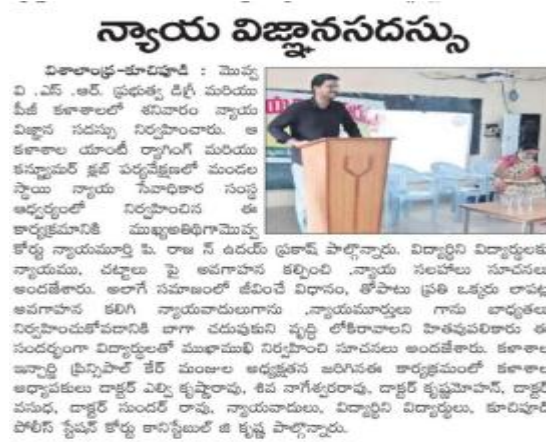 న్యాయ విజ్ఞానసదస్సు
విశాలాంధ్ర-కూచిపూడి : మొవ్వ
వి .ఎస్ .ఆర్. ప్రభుత్వ డిగ్రీ మరియు
పీజీ కళాశాలలో శనివారం న్యాయ
విజ్ఞాన సదస్సు నిర్వహించారు. ఆ
కళాశాల యాంటీ ర్యాగింగ్ మరియు
కన్స్యూమర్ క్లబ్ పర్యవేక్షణలో మండల
స్థాయి న్యాయ సేవాధికార సంస్థ
ఆధ్వర్యంలో నిర్వహించిన ఈ
కార్యక్రమానికి ముఖ్యఅతిథిగామొవ్వ
కోర్టు న్యాయమూర్తి పి. రాజ న్ ఉదయ్ ప్రకాష్ పాల్గొన్నారు. విద్యార్థిని విద్యార్థులకు
న్యాయము, చట్టాలు పై అవగాహన కల్పించి ,న్యాయ సలహాలు సూచనలు
అందజేశారు. అలాగే సమాజంలో జీవించే విధానం, తోపాటు ప్రతి ఒక్కరు లాపట్ల
అవగాహన కలిగి న్యాయవాదులుగాను ,న్యాయమూర్తులు గాను బాధ్యతలు
నిర్వహించుకోవడానికి బాగా చదువుకుని వృద్ధి లోకిరావాలని హితవుపలికారు ఈ
సందర్భంగా విద్యార్థులతో ముఖాముఖి నిర్వహించి సూచనలు అందజేశారు. కళాశాల
ఇన్చార్జి ప్రిన్సిపాల్ కేర్ మంజుల అధ్యక్షతన జరిగినఈ కార్యక్రమంలో కళాశాల
అధ్యాపకులు డాక్టర్ ఎల్వి కృష్ణారావు, శివ నాగేశ్వరరావు, డాక్టర్ కృష్ణమోహన్, డాక్టర్
వసుధ, డాక్టర్ సుందర్ రావు, న్యాయవాదులు, విద్యార్థిని విద్యార్థులు, కూచిపూడి
పోలీస్ స్టేషన్ కోర్టు కానిస్టేబుల్ జి కృష్ణ పాల్గొన్నారు.